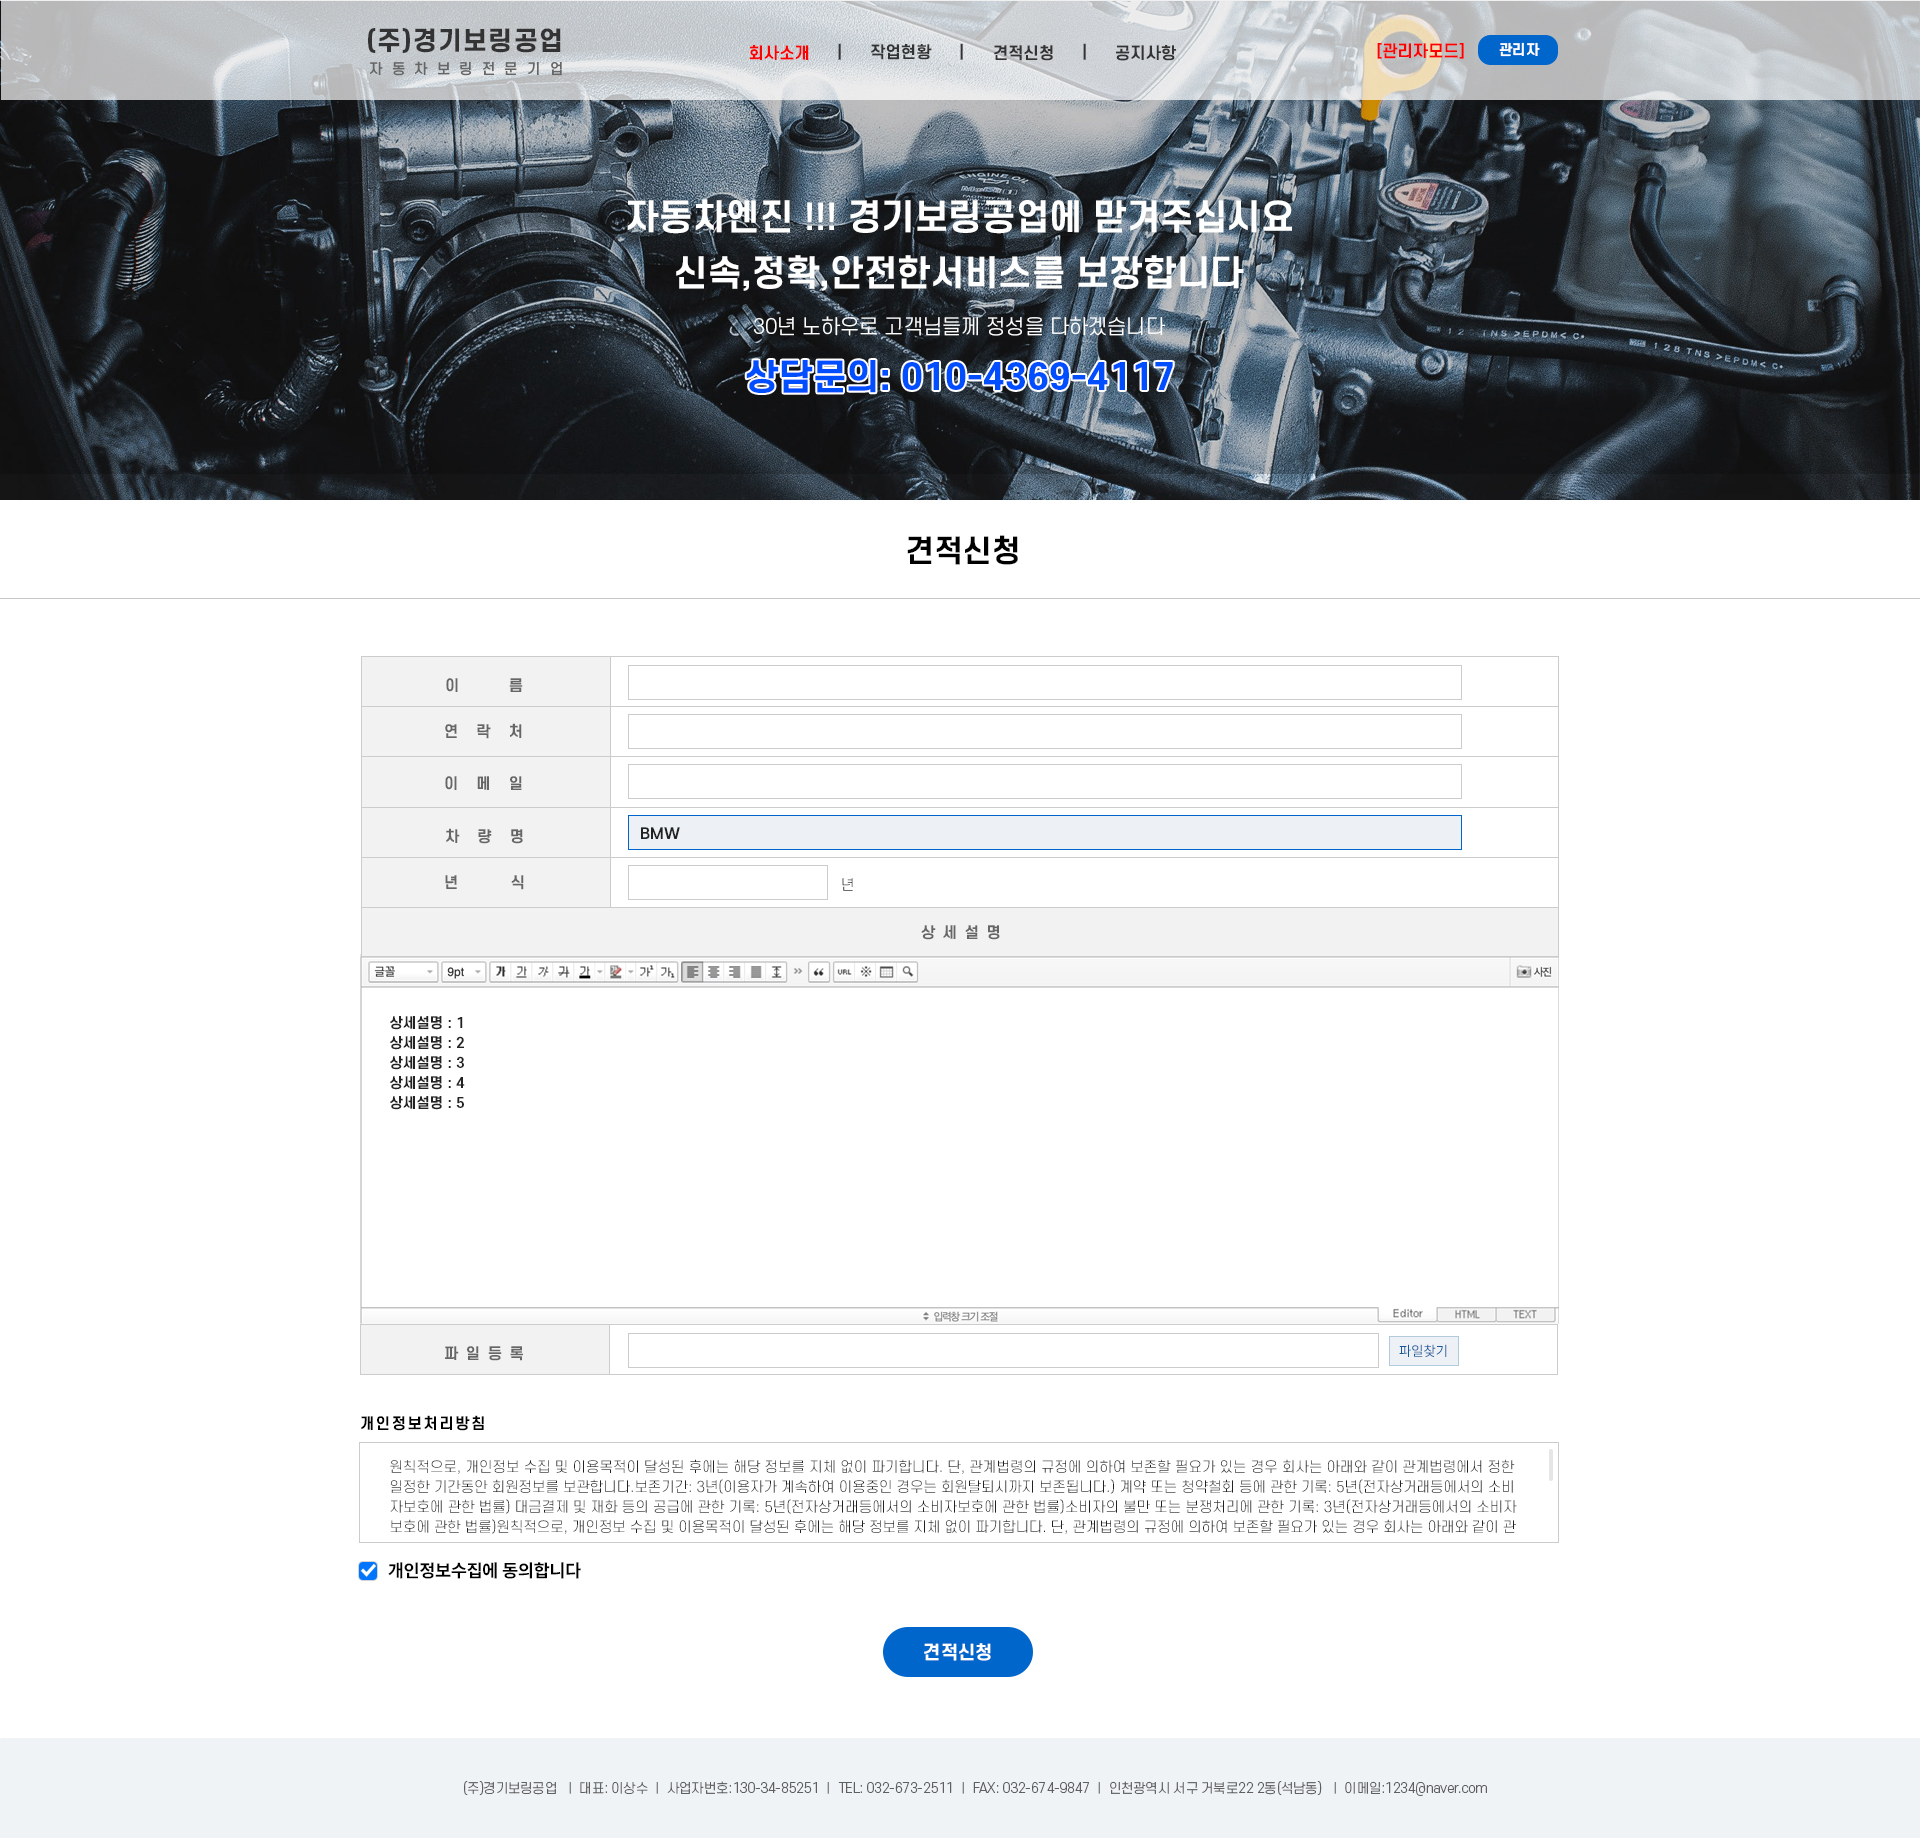 (주)경기보링공업
자동차보링전문기업
회사소개 | 작업현황 | 견적신청 | 공지사항
[관리자모드] 관리자
ENGINE OIL
자동차엔진 !!! 경기보링공업에 맏겨주십시요
신속,정확,안전한서비스를 보장합니다
30년 노하우로 고객님들께 정성을 다하겠습니다
상담문의: 010-4369-4117
128 TNS >EPDM< C*
128 TNS >EPDM< C*
견적신청
이 름
연 락 처
이 메 일
차 량 명 BMW
년 식 년
상 세 설 명
글꼴 9pt 가 가 가 가 가 가¹ 가₁ URL 사진
상세설명 : 1
상세설명 : 2
상세설명 : 3
상세설명 : 4
상세설명 : 5
입력창 크기 조절 Editor HTML TEXT
파 일 등 록 파일찾기
개인정보처리방침
원칙적으로, 개인정보 수집 및 이용목적이 달성된 후에는 해당 정보를 지체 없이 파기합니다. 단, 관계법령의 규정에 의하여 보존할 필요가 있는 경우 회사는 아래와 같이 관계법령에서 정한
일정한 기간동안 회원정보를 보관합니다.보존기간: 3년(이용자가 계속하여 이용중인 경우는 회원탈퇴시까지 보존됩니다.) 계약 또는 청약철회 등에 관한 기록: 5년(전자상거래등에서의 소비
자보호에 관한 법률) 대금결제 및 재화 등의 공급에 관한 기록: 5년(전자상거래등에서의 소비자보호에 관한 법률)소비자의 불만 또는 분쟁처리에 관한 기록: 3년(전자상거래등에서의 소비자
보호에 관한 법률)원칙적으로, 개인정보 수집 및 이용목적이 달성된 후에는 해당 정보를 지체 없이 파기합니다. 단, 관계법령의 규정에 의하여 보존할 필요가 있는 경우 회사는 아래와 같이 관
개인정보수집에 동의합니다
견적신청
(주)경기보링공업 | 대표: 이상수 | 사업자번호:130-34-85251 | TEL: 032-673-2511 | FAX: 032-674-9847 | 인천광역시 서구 거북로22 2동(석남동) | 이메일:1234@naver.com